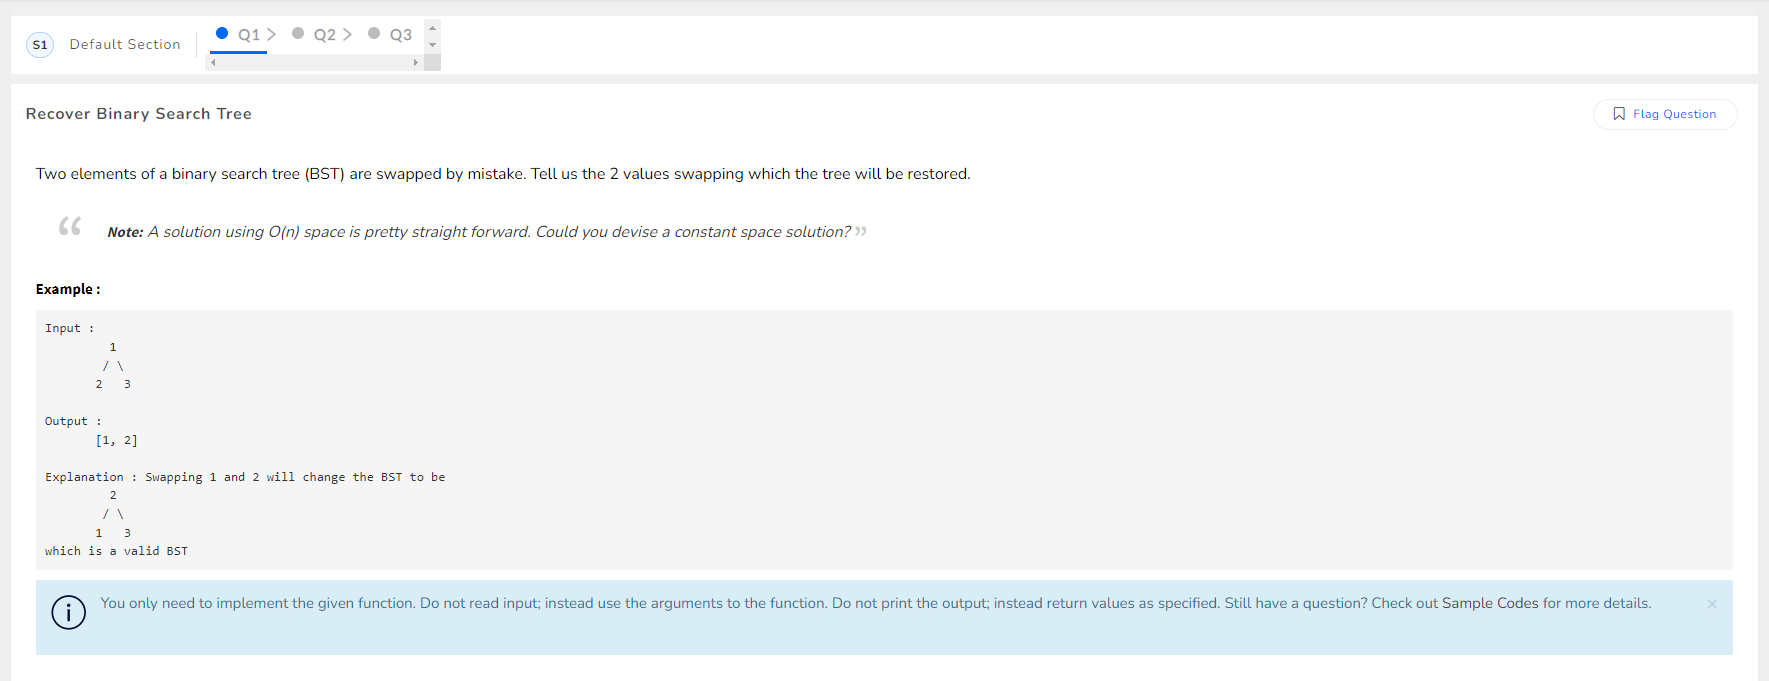 S1 Default Section Q1 Q2 Q3
Recover Binary Search Tree
Flag Question
Two elements of a binary search tree (BST) are swapped by mistake. Tell us the 2 values swapping which the tree will be restored.
“ Note: A solution using O(n) space is pretty straight forward. Could you devise a constant space solution? ”
Example :
Input :
1
/ \
2   3
Output :
[1, 2]
Explanation : Swapping 1 and 2 will change the BST to be
2
/ \
1   3
which is a valid BST
You only need to implement the given function. Do not read input; instead use the arguments to the function. Do not print the output; instead return values as specified. Still have a question? Check out Sample Codes for more details.